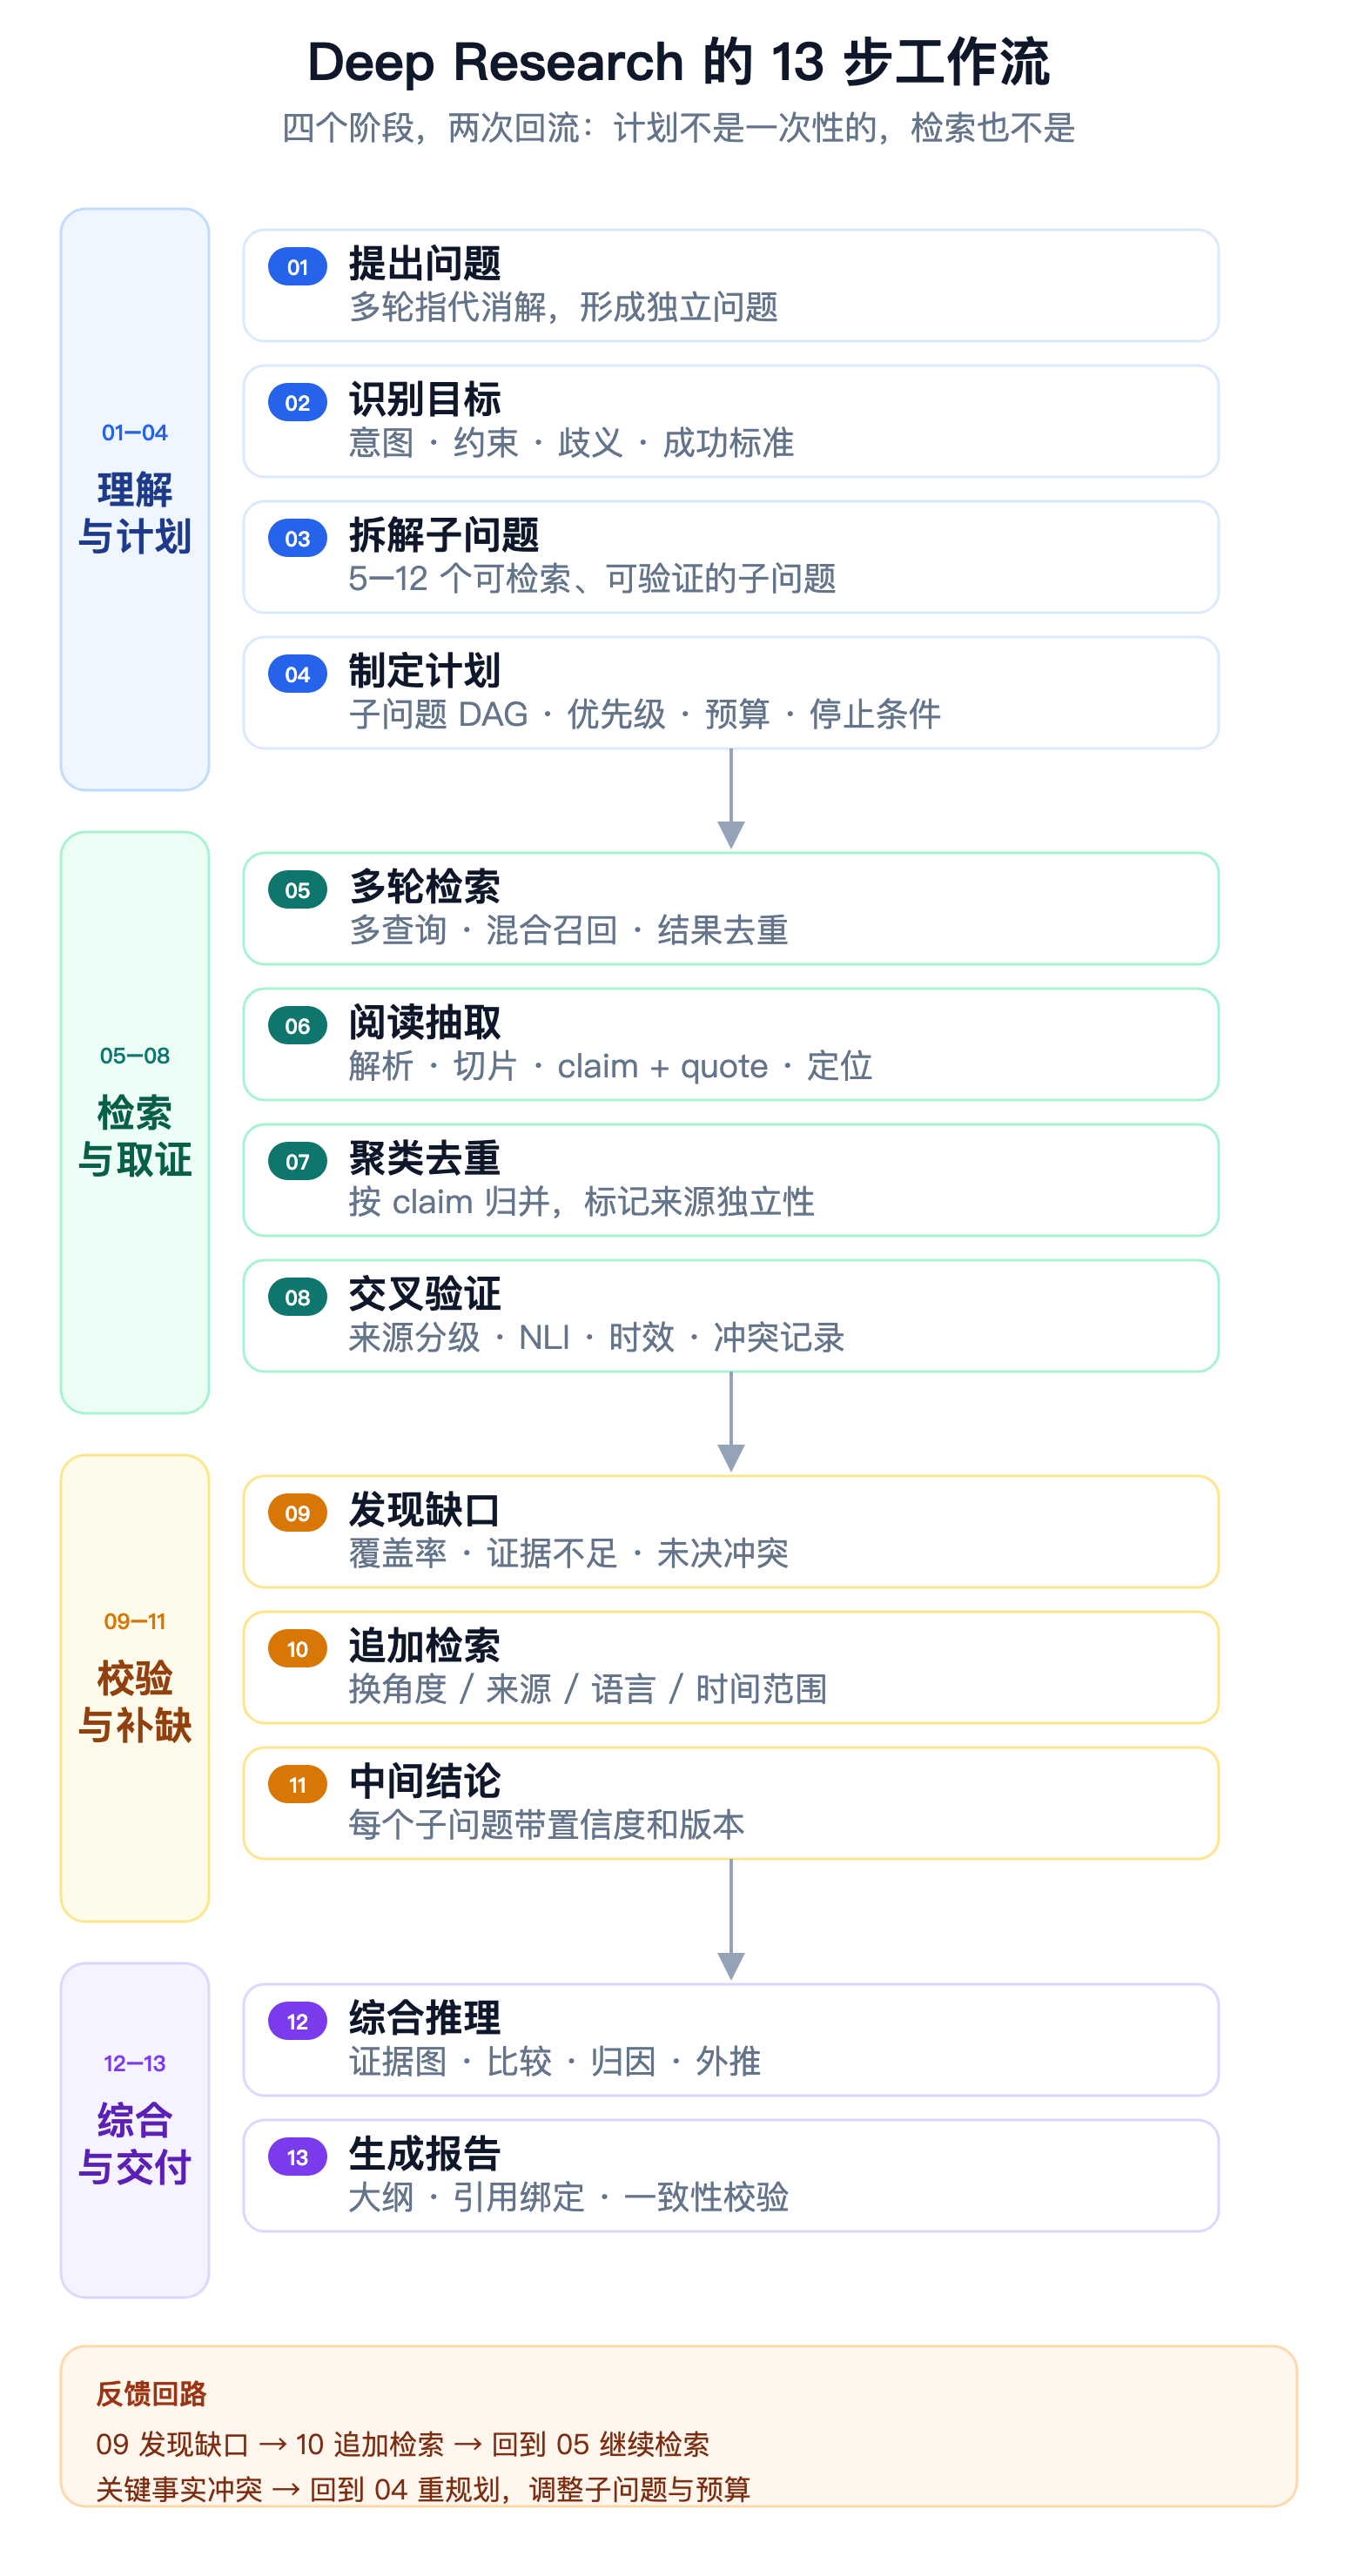 Deep Research 的 13 步工作流
四个阶段，两次回流：计划不是一次性的，检索也不是
01—04
理解
与计划
01
提出问题
多轮指代消解，形成独立问题
02
识别目标
意图 · 约束 · 歧义 · 成功标准
03
拆解子问题
5—12 个可检索、可验证的子问题
04
制定计划
子问题 DAG · 优先级 · 预算 · 停止条件
05—08
检索
与取证
05
多轮检索
多查询 · 混合召回 · 结果去重
06
阅读抽取
解析 · 切片 · claim + quote · 定位
07
聚类去重
按 claim 归并，标记来源独立性
08
交叉验证
来源分级 · NLI · 时效 · 冲突记录
09—11
校验
与补缺
09
发现缺口
覆盖率 · 证据不足 · 未决冲突
10
追加检索
换角度 / 来源 / 语言 / 时间范围
11
中间结论
每个子问题带置信度和版本
12—13
综合
与交付
12
综合推理
证据图 · 比较 · 归因 · 外推
13
生成报告
大纲 · 引用绑定 · 一致性校验
反馈回路
09 发现缺口 → 10 追加检索 → 回到 05 继续检索
关键事实冲突 → 回到 04 重规划，调整子问题与预算